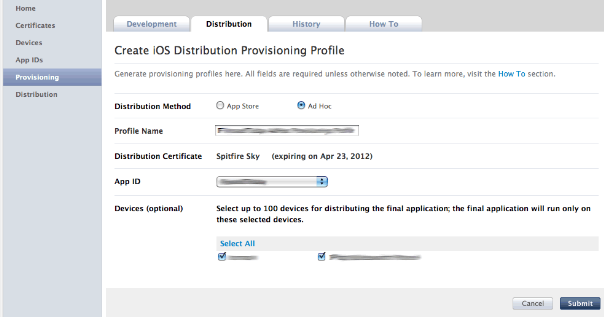 Home
Certificates
Devices
App IDs
Provisioning
Distribution
Development Distribution History How To
Create iOS Distribution Provisioning Profile
Generate provisioning profiles here. All fields are required unless otherwise noted. To learn more, visit the How To section.
Distribution Method App Store Ad Hoc
Profile Name
Distribution Certificate Spitfire Sky (expiring on Apr 23, 2012)
App ID
Devices (optional) Select up to 100 devices for distributing the final application; the final application will run only on
these selected devices.
Select All
Cancel Submit